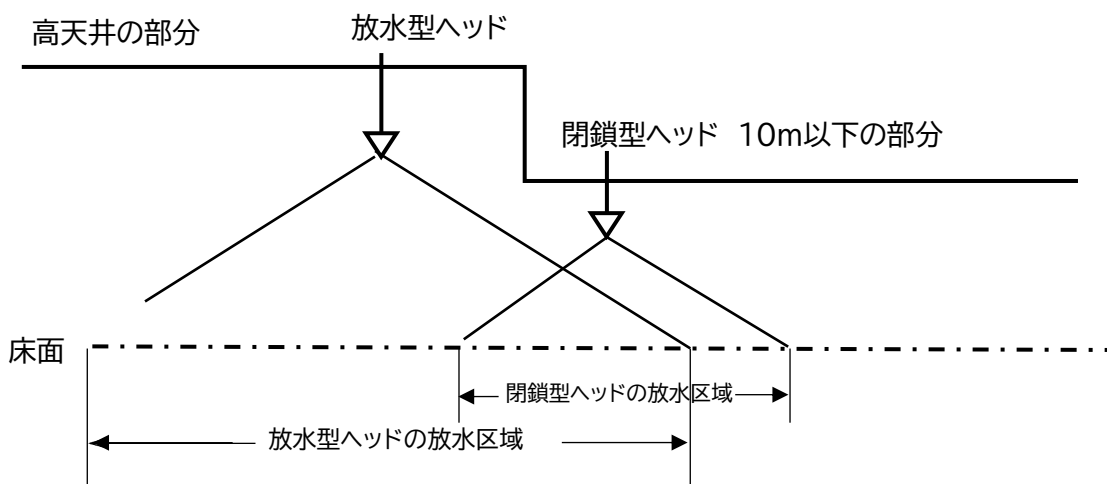 高天井の部分
放水型ヘッド
閉鎖型ヘッド 10m以下の部分
床面
閉鎖型ヘッドの放水区域
放水型ヘッドの放水区域